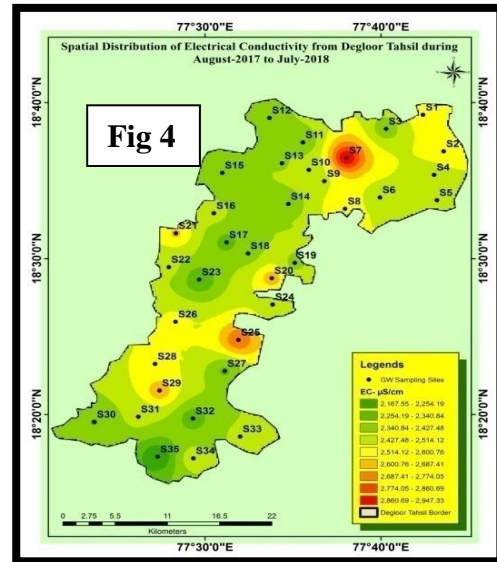 77°30'0"E 77°40'0"E
Spatial Distribution of Electrical Conductivity from Degloor Tahsil during
August-2017 to July-2018
Fig 4
18°40'0"N
18°30'0"N
18°20'0"N
18°40'0"N
18°30'0"N
18°20'0"N
S1
S12
S3
S11
S2
S7
S13
S10
S15
S4
S9
S6
S5
S14
S8
S16
S21
S17
S18
S19
S22
S23
S20
S24
S26
S25
S28
S27
S29
S31
S30
S32
S33
S35
S34
Legends
GW Sampling Sites
EC- µS/cm
2,167.55 - 2,254.19
2,254.19 - 2,340.84
2,340.84 - 2,427.48
2,427.48 - 2,514.12
2,514.12 - 2,600.76
2,600.76 - 2,687.41
2,687.41 - 2,774.05
2,774.05 - 2,860.69
2,860.69 - 2,947.33
Degloor Tahsil Border
0 2.75 5.5 11 16.5 22
Kilometers
77°30'0"E 77°40'0"E